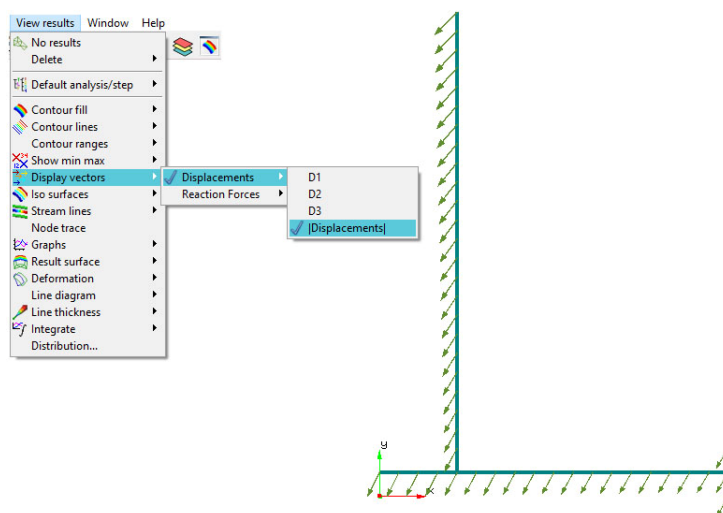 View results Window Help
No results
Delete
Default analysis/step
Contour fill
Contour lines
Contour ranges
Show min max
Display vectors
Iso surfaces
Stream lines
Node trace
Graphs
Result surface
Deformation
Line diagram
Line thickness
Integrate
Distribution...
Displacements
Reaction Forces
D1
D2
D3
|Displacements|
y
x